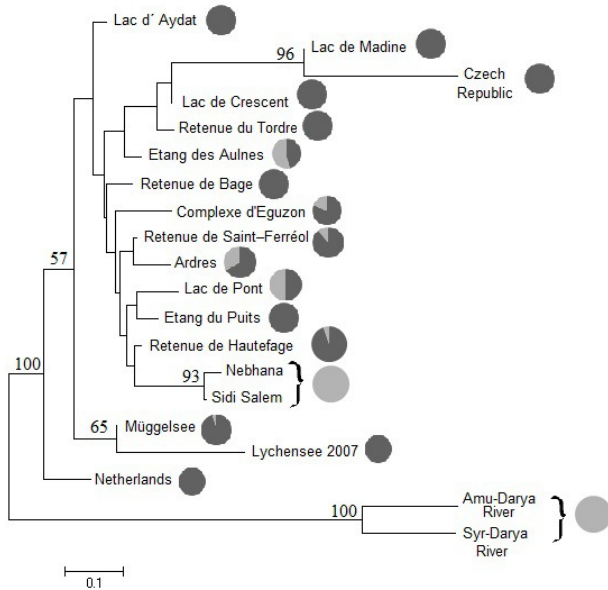 Lac d´ Aydat
96
Lac de Madine
Czech
Republic
Lac de Crescent
Retenue du Tordre
Etang des Aulnes
Retenue de Bage
Complexe d'Eguzon
57
Retenue de Saint–Ferréol
Ardres
Lac de Pont
Etang du Puits
Retenue de Hautefage
100
93
Nebhana
}
Sidi Salem
65
Müggelsee
Lychensee 2007
Netherlands
100
Amu-Darya
River
}
Syr-Darya
River
0.1